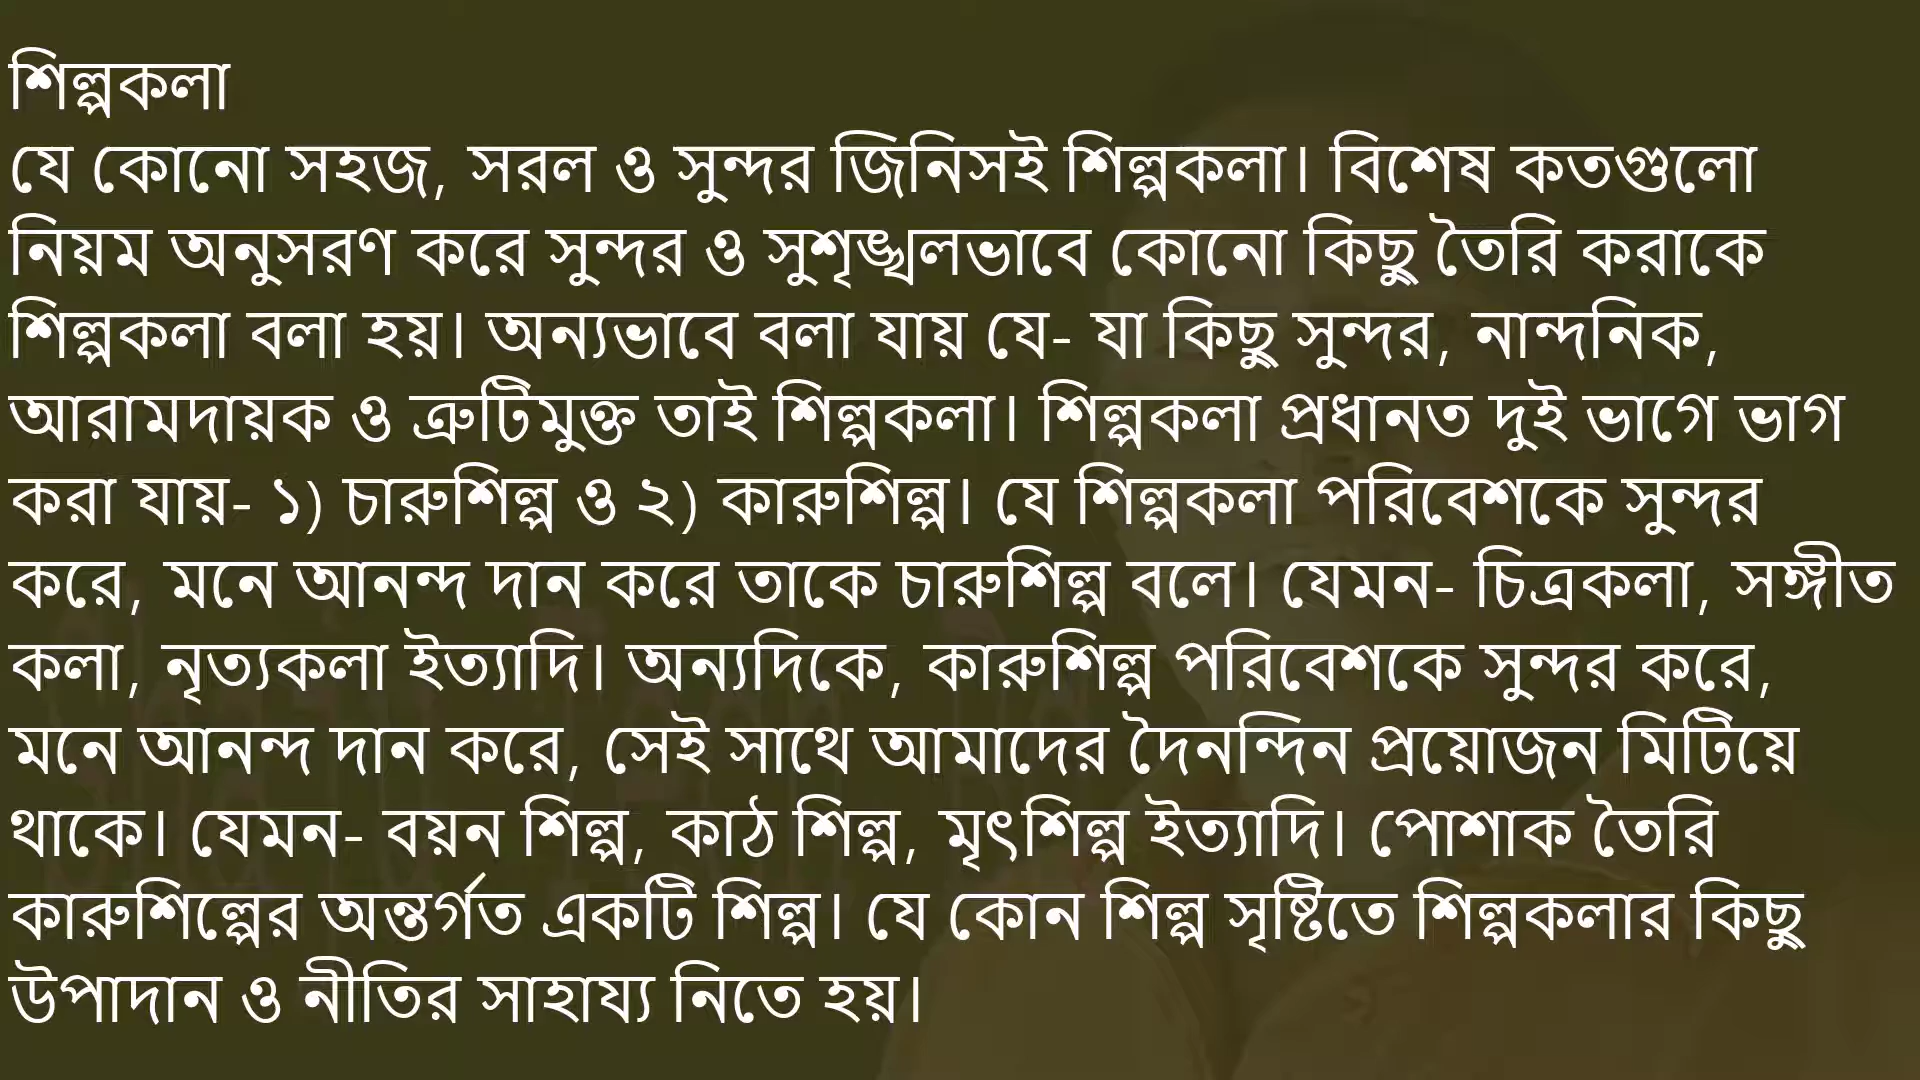 শিল্পকলা
যে কোনো সহজ, সরল ও সুন্দর জিনিসই শিল্পকলা। বিশেষ কতগুলো
নিয়ম অনুসরণ করে সুন্দর ও সুশৃঙ্খলভাবে কোনো কিছু তৈরি করাকে
শিল্পকলা বলা হয়। অন্যভাবে বলা যায় যে- যা কিছু সুন্দর, নান্দনিক,
আরামদায়ক ও ত্রুটিমুক্ত তাই শিল্পকলা। শিল্পকলা প্রধানত দুই ভাগে ভাগ
করা যায়- ১) চারুশিল্প ও ২) কারুশিল্প। যে শিল্পকলা পরিবেশকে সুন্দর
করে, মনে আনন্দ দান করে তাকে চারুশিল্প বলে। যেমন- চিত্রকলা, সঙ্গীত
কলা, নৃত্যকলা ইত্যাদি। অন্যদিকে, কারুশিল্প পরিবেশকে সুন্দর করে,
মনে আনন্দ দান করে, সেই সাথে আমাদের দৈনন্দিন প্রয়োজন মিটিয়ে
থাকে। যেমন- বয়ন শিল্প, কাঠ শিল্প, মৃৎশিল্প ইত্যাদি। পোশাক তৈরি
কারুশিল্পের অন্তর্গত একটি শিল্প। যে কোন শিল্প সৃষ্টিতে শিল্পকলার কিছু
উপাদান ও নীতির সাহায্য নিতে হয়।